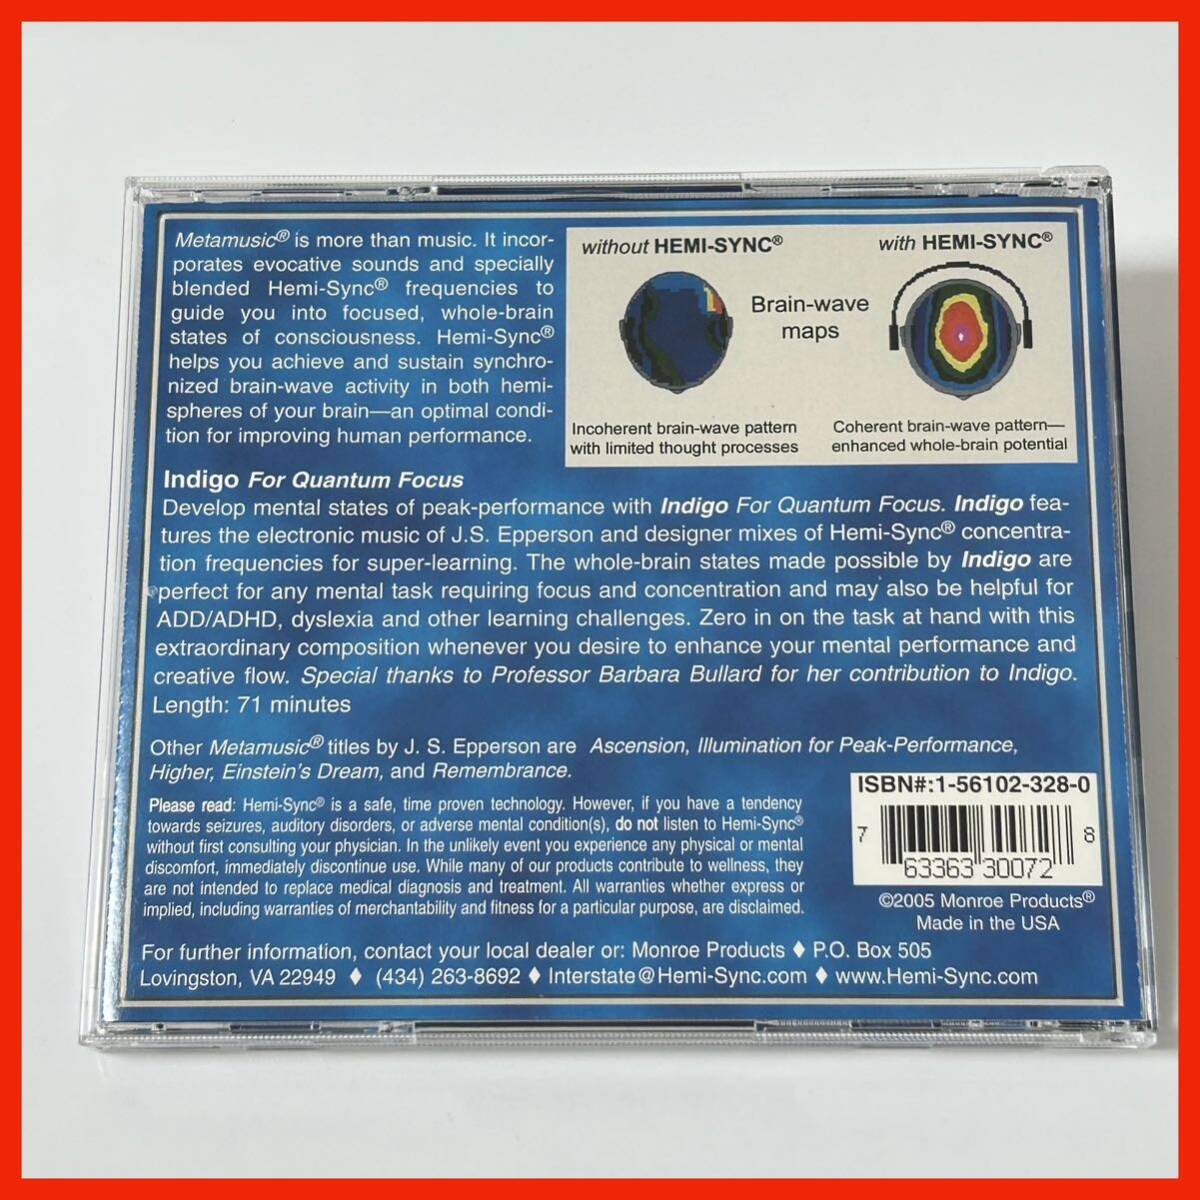 Metamusic® is more than music. It incor-
porates evocative sounds and specially
blended Hemi-Sync® frequencies to
guide you into focused, whole-brain
states of consciousness. Hemi-Sync®
helps you achieve and sustain synchro-
nized brain-wave activity in both hemi-
spheres of your brain—an optimal condi-
tion for improving human performance.
without HEMI-SYNC®
with HEMI-SYNC®
Brain-wave
maps
Incoherent brain-wave pattern
with limited thought processes
Coherent brain-wave pattern—
enhanced whole-brain potential
Indigo For Quantum Focus
Develop mental states of peak-performance with Indigo For Quantum Focus. Indigo fea-
tures the electronic music of J.S. Epperson and designer mixes of Hemi-Sync® concentra-
tion frequencies for super-learning. The whole-brain states made possible by Indigo are
perfect for any mental task requiring focus and concentration and may also be helpful for
ADD/ADHD, dyslexia and other learning challenges. Zero in on the task at hand with this
extraordinary composition whenever you desire to enhance your mental performance and
creative flow. Special thanks to Professor Barbara Bullard for her contribution to Indigo.
Length: 71 minutes
Other Metamusic® titles by J. S. Epperson are Ascension, Illumination for Peak-Performance,
Higher, Einstein's Dream, and Remembrance.
Please read: Hemi-Sync® is a safe, time proven technology. However, if you have a tendency
towards seizures, auditory disorders, or adverse mental condition(s), do not listen to Hemi-Sync®
without first consulting your physician. In the unlikely event you experience any physical or mental
discomfort, immediately discontinue use. While many of our products contribute to wellness, they
are not intended to replace medical diagnosis and treatment. All warranties whether express or
implied, including warranties of merchantability and fitness for a particular purpose, are disclaimed.
ISBN#:1-56102-328-0
7 63363 30072 8
©2005 Monroe Products®
Made in the USA
For further information, contact your local dealer or: Monroe Products ♦ P.O. Box 505
Lovingston, VA 22949 ♦ (434) 263-8692 ♦ Interstate@Hemi-Sync.com ♦ www.Hemi-Sync.com